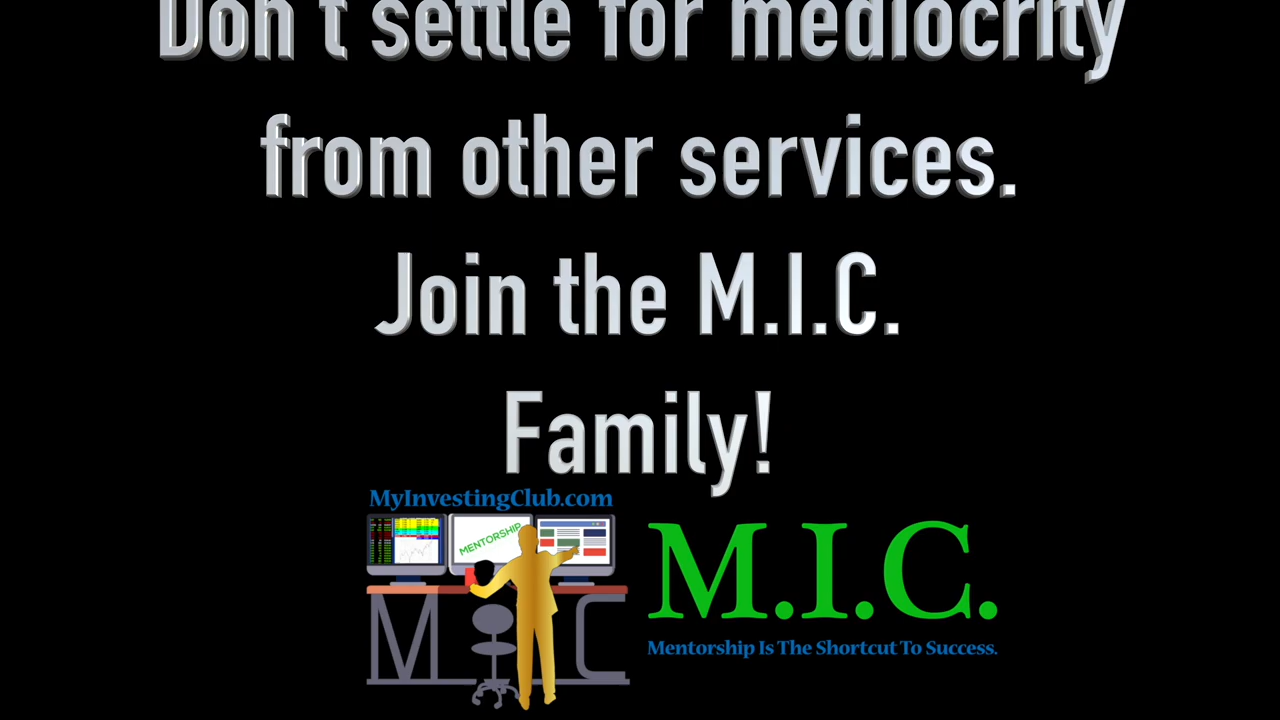 Don't settle for mediocrity
from other services.
Join the M.I.C.
Family!
MyInvestingClub.com
MENTORSHIP
M.I.C.
MIC
Mentorship Is The Shortcut To Success.